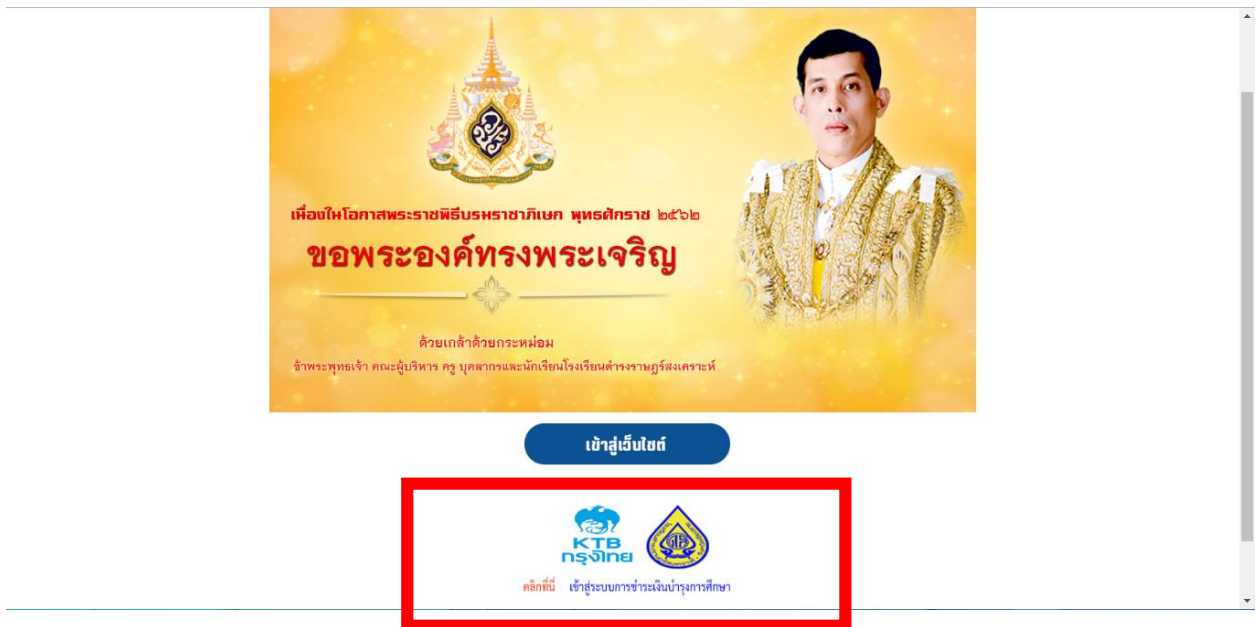 เนื่องในโอกาสพระราชพิธีบรมราชาภิเษก พุทธศักราช ๒๕๖๒
ขอพระองค์ทรงพระเจริญ
ด้วยเกล้าด้วยกระหม่อม
ข้าพระพุทธเจ้า คณะผู้บริหาร ครู บุคลากรและนักเรียนโรงเรียนดำรงราษฎร์สงเคราะห์
เข้าสู่เว็บไซต์
KTB
กรุงไทย
คลิกที่นี่ เข้าสู่ระบบการชำระเงินบำรุงการศึกษา